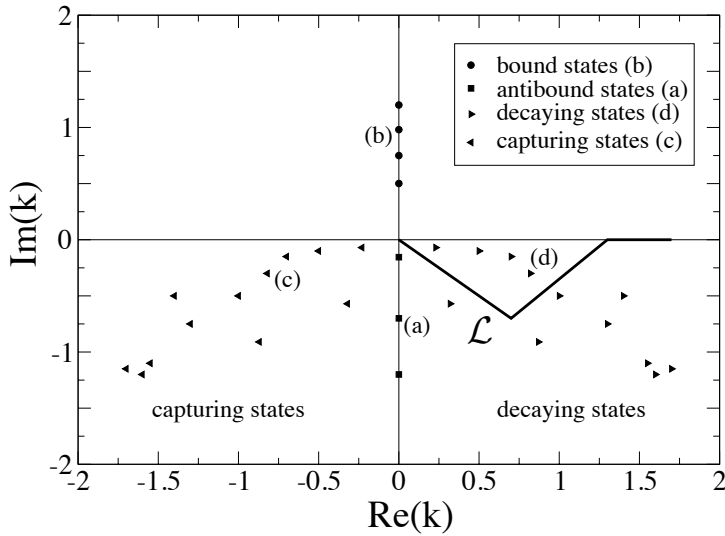 2
1
0
-1
-2
Im(k)
bound states (b)
antibound states (a)
decaying states (d)
capturing states (c)
(b)
(d)
(c)
(a)
ℒ
capturing states
decaying states
-2 -1.5 -1 -0.5 0 0.5 1 1.5 2
Re(k)